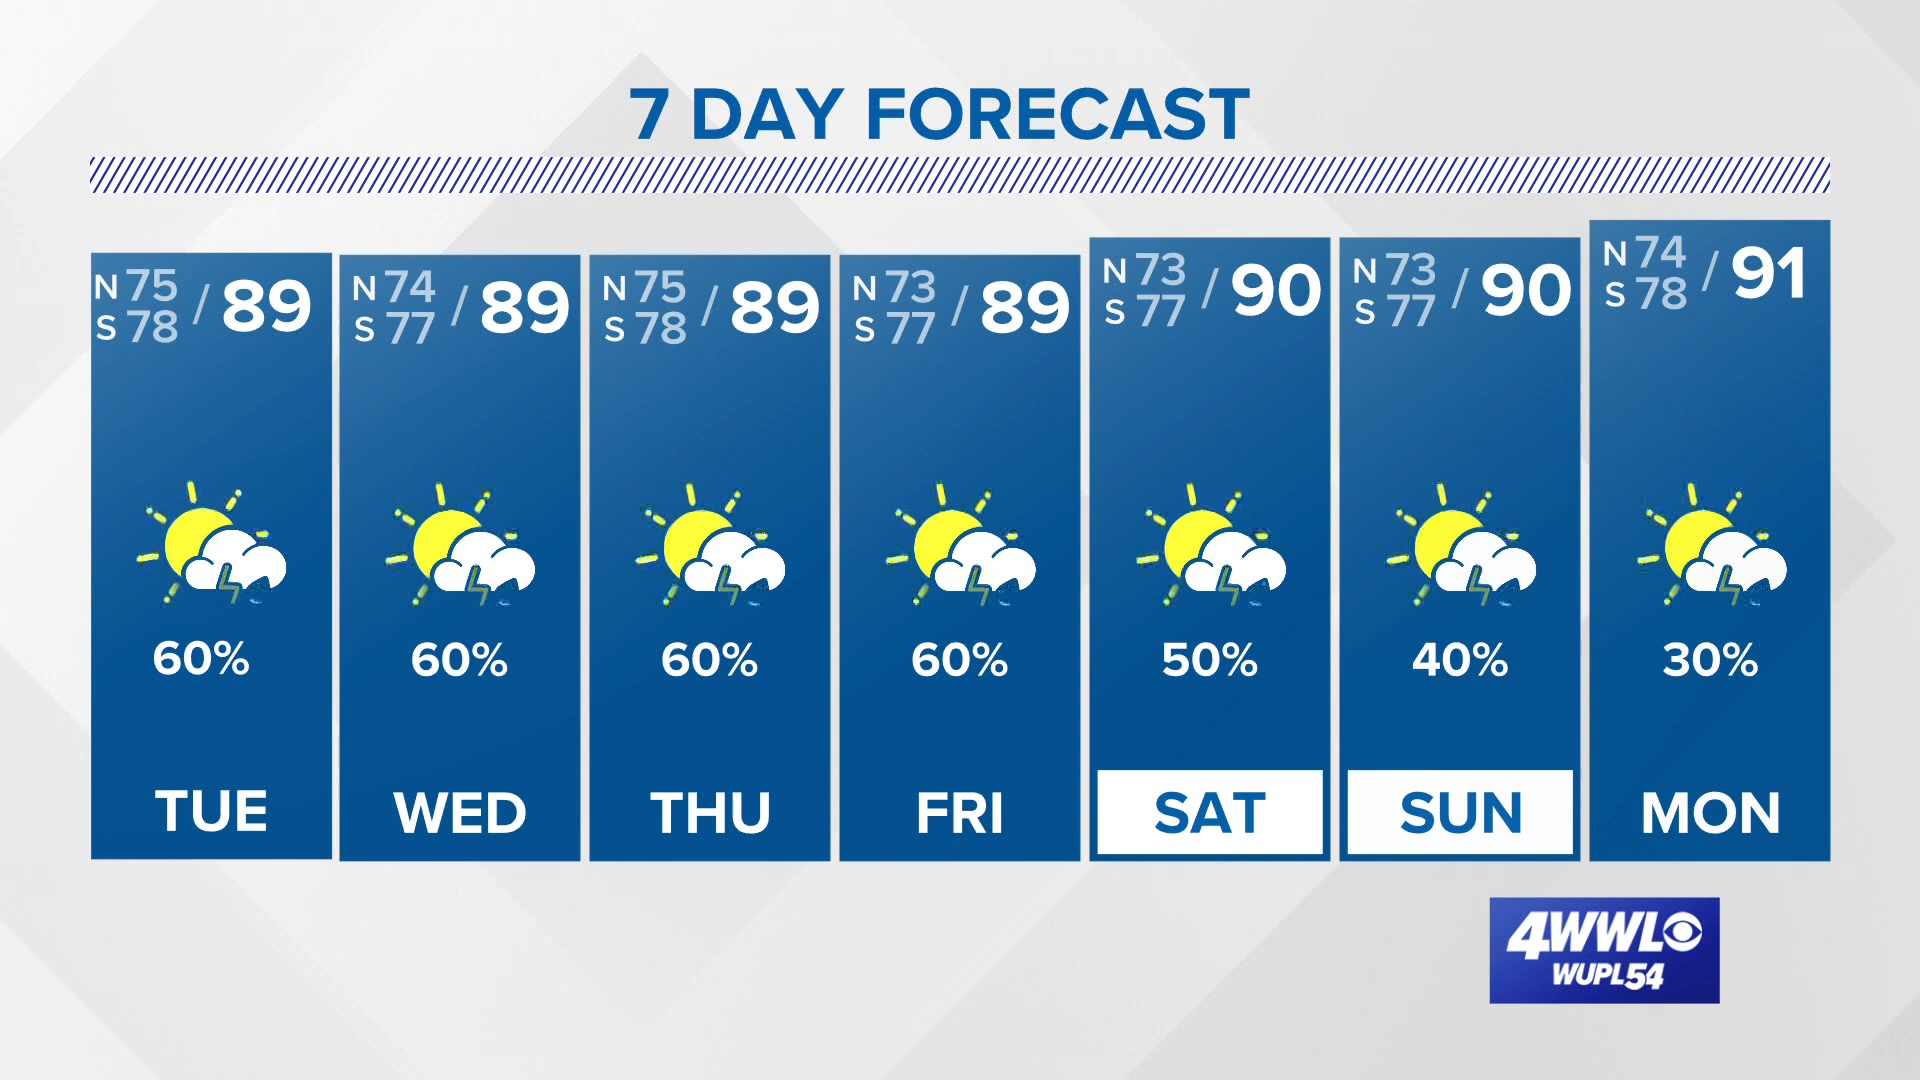 7 DAY FORECAST
N 75
S 78
/ 89
60%
TUE
N 74
S 77
/ 89
60%
WED
N 75
S 78
/ 89
60%
THU
N 73
S 77
/ 89
60%
FRI
N 73
S 77
/ 90
50%
SAT
N 73
S 77
/ 90
40%
SUN
N 74
S 78
/ 91
30%
MON
4WWL
WUPL54